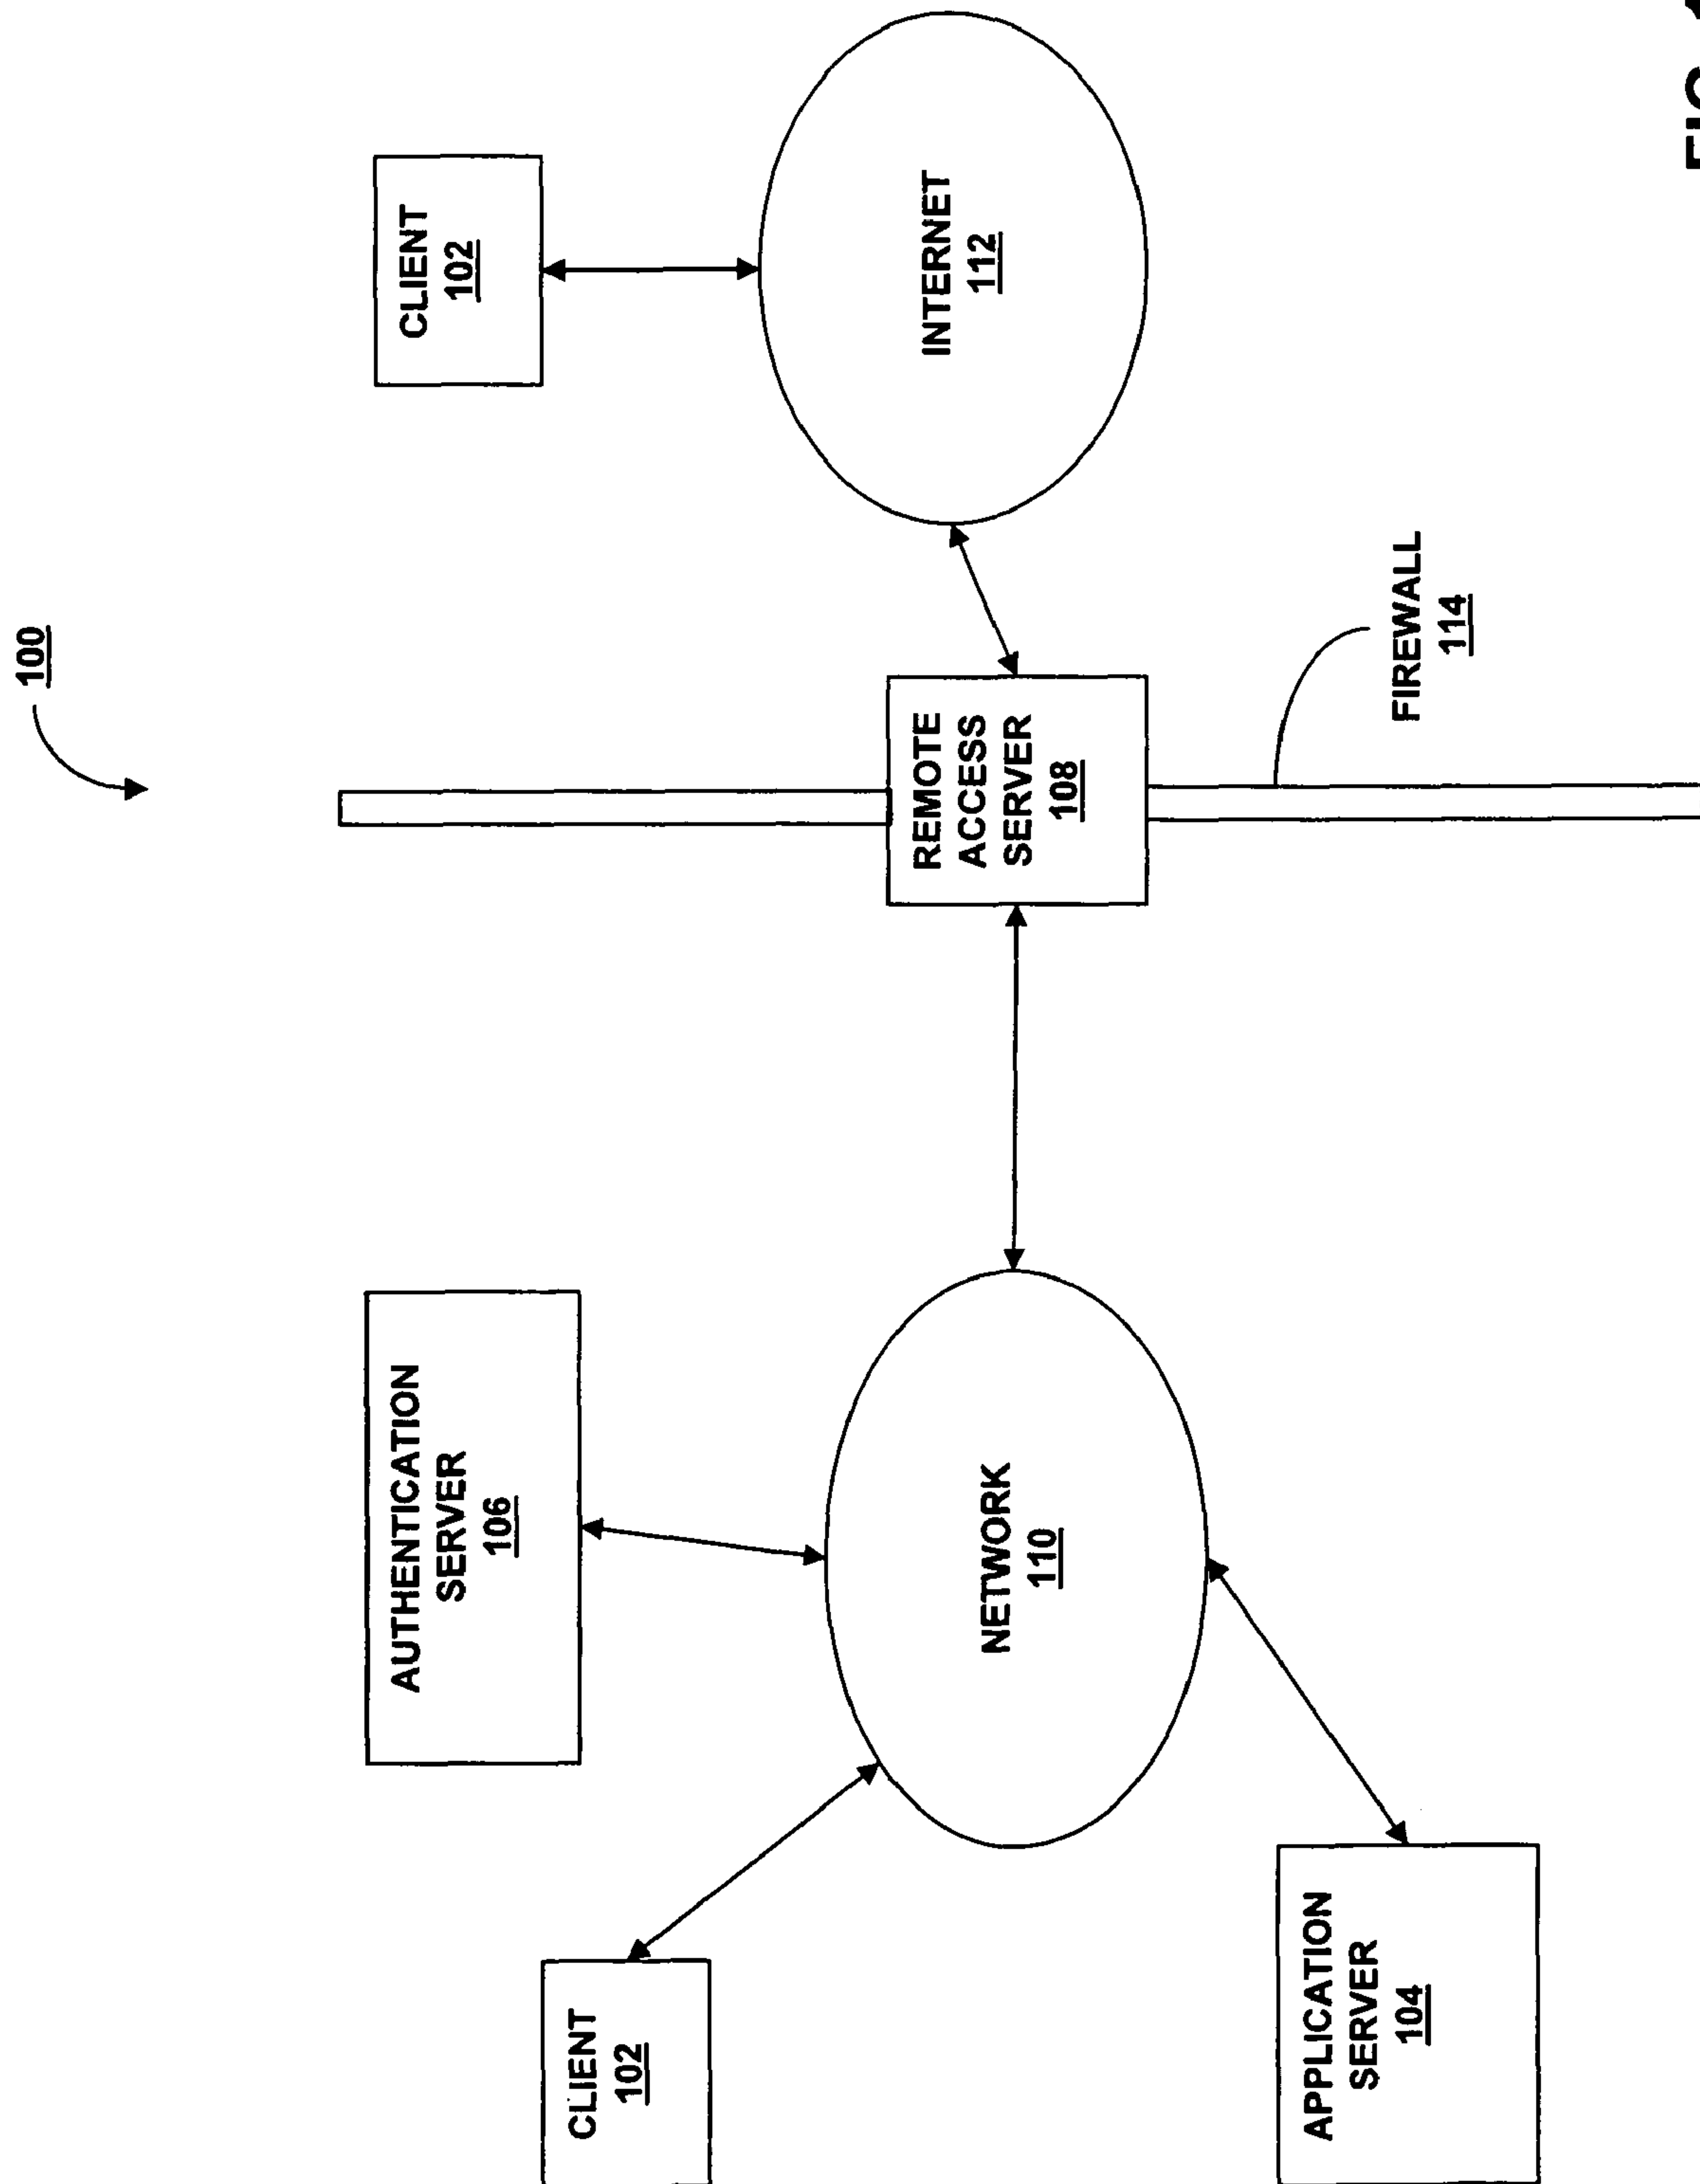 100
AUTHENTICATION
SERVER
106
CLIENT
102
CLIENT
102
REMOTE
ACCESS
SERVER
108
INTERNET
112
NETWORK
110
APPLICATION
SERVER
104
FIREWALL
114
FIG